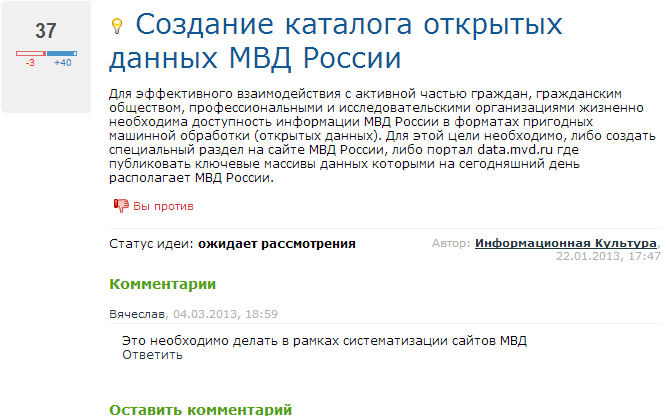 37
-3 +40
Создание каталога открытых
данных МВД России
Для эффективного взаимодействия с активной частью граждан, гражданским
обществом, профессиональными и исследовательскими организациями жизненно
необходима доступность информации МВД России в форматах пригодных
машинной обработки (открытых данных). Для этой цели необходимо, либо создать
специальный раздел на сайте МВД России, либо портал data.mvd.ru где
публиковать ключевые массивы данных которыми на сегодняшний день
располагает МВД России.
Вы против
Статус идеи: ожидает рассмотрения
Автор: Информационная Культура,
22.01.2013, 17:47
Комментарии
Вячеслав, 04.03.2013, 18:59
Это необходимо делать в рамках систематизации сайтов МВД
Ответить
Оставить комментарий